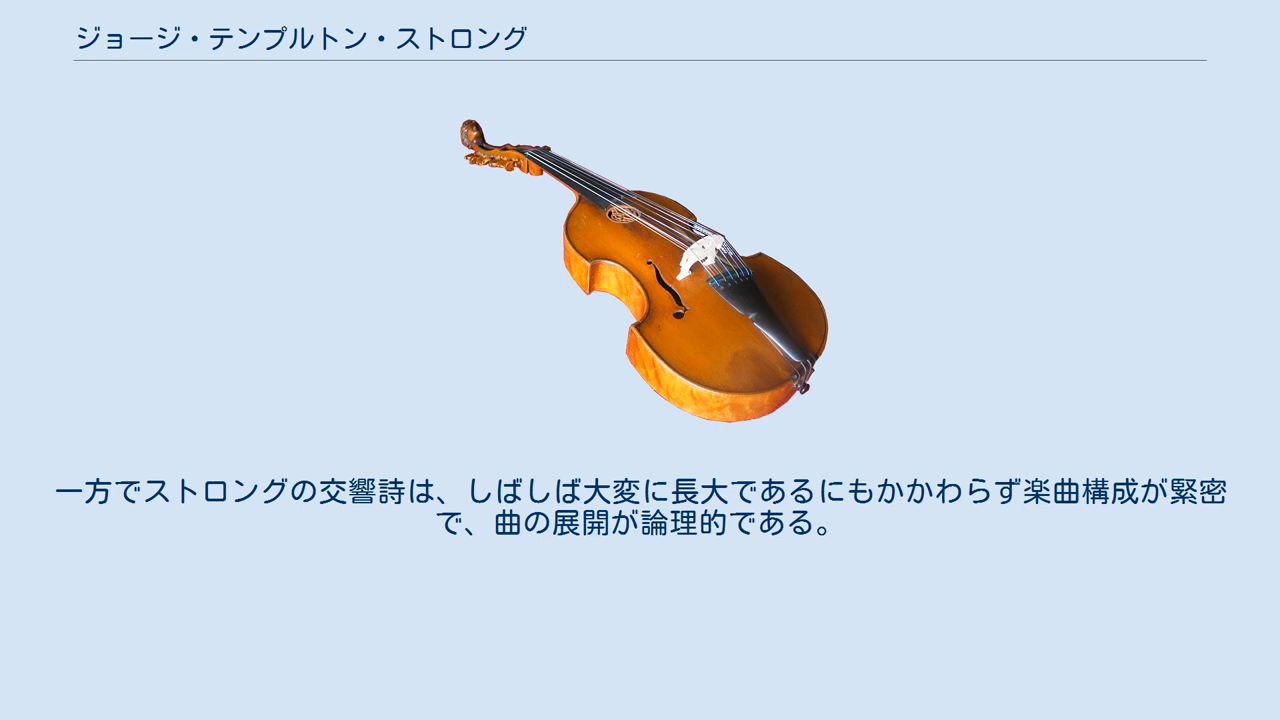 ジョージ・テンプルトン・ストロング
一方でストロングの交響詩は、しばしば大変に長大であるにもかかわらず楽曲構成が緊密
で、曲の展開が論理的である。